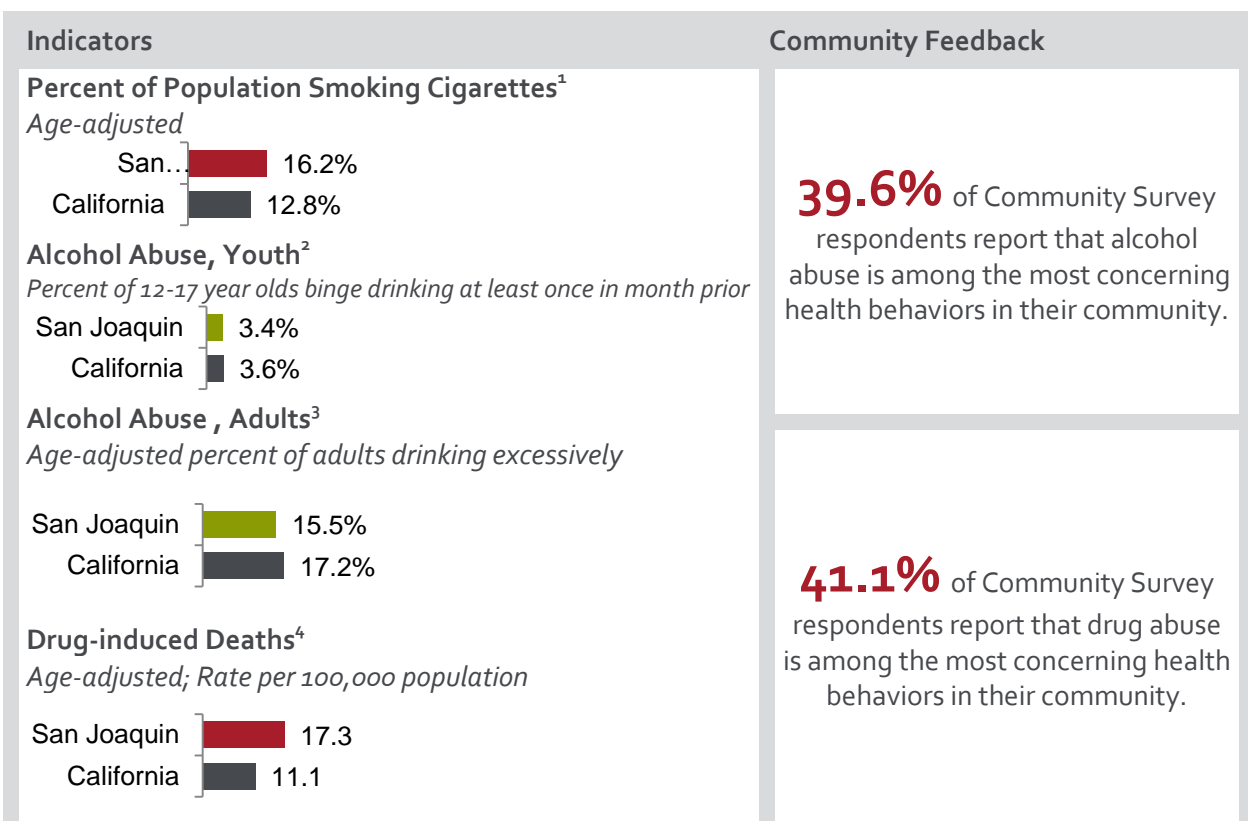 Indicators
Percent of Population Smoking Cigarettes¹
Age-adjusted
San… 16.2%
California 12.8%
Alcohol Abuse, Youth²
Percent of 12-17 year olds binge drinking at least once in month prior
San Joaquin 3.4%
California 3.6%
Alcohol Abuse , Adults³
Age-adjusted percent of adults drinking excessively
San Joaquin 15.5%
California 17.2%
Drug-induced Deaths⁴
Age-adjusted; Rate per 100,000 population
San Joaquin 17.3
California 11.1
Community Feedback
39.6% of Community Survey
respondents report that alcohol
abuse is among the most concerning
health behaviors in their community.
41.1% of Community Survey
respondents report that drug abuse
is among the most concerning health
behaviors in their community.